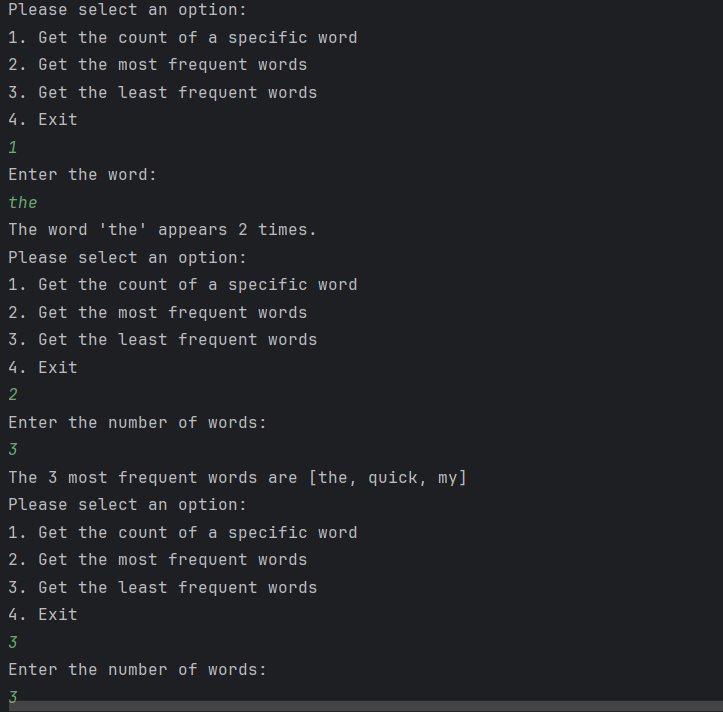 Please select an option:
1. Get the count of a specific word
2. Get the most frequent words
3. Get the least frequent words
4. Exit
1
Enter the word:
the
The word 'the' appears 2 times.
Please select an option:
1. Get the count of a specific word
2. Get the most frequent words
3. Get the least frequent words
4. Exit
2
Enter the number of words:
3
The 3 most frequent words are [the, quick, my]
Please select an option:
1. Get the count of a specific word
2. Get the most frequent words
3. Get the least frequent words
4. Exit
3
Enter the number of words:
3